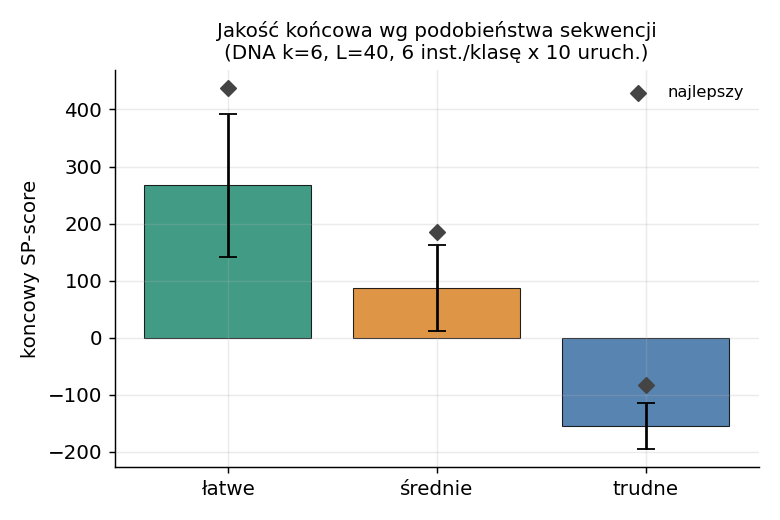 Jakość końcowa wg podobieństwa sekwencji
(DNA k=6, L=40, 6 inst./klasę x 10 uruch.)
najlepszy
koncowy SP-score
400
300
200
100
0
−100
−200
łatwe
średnie
trudne